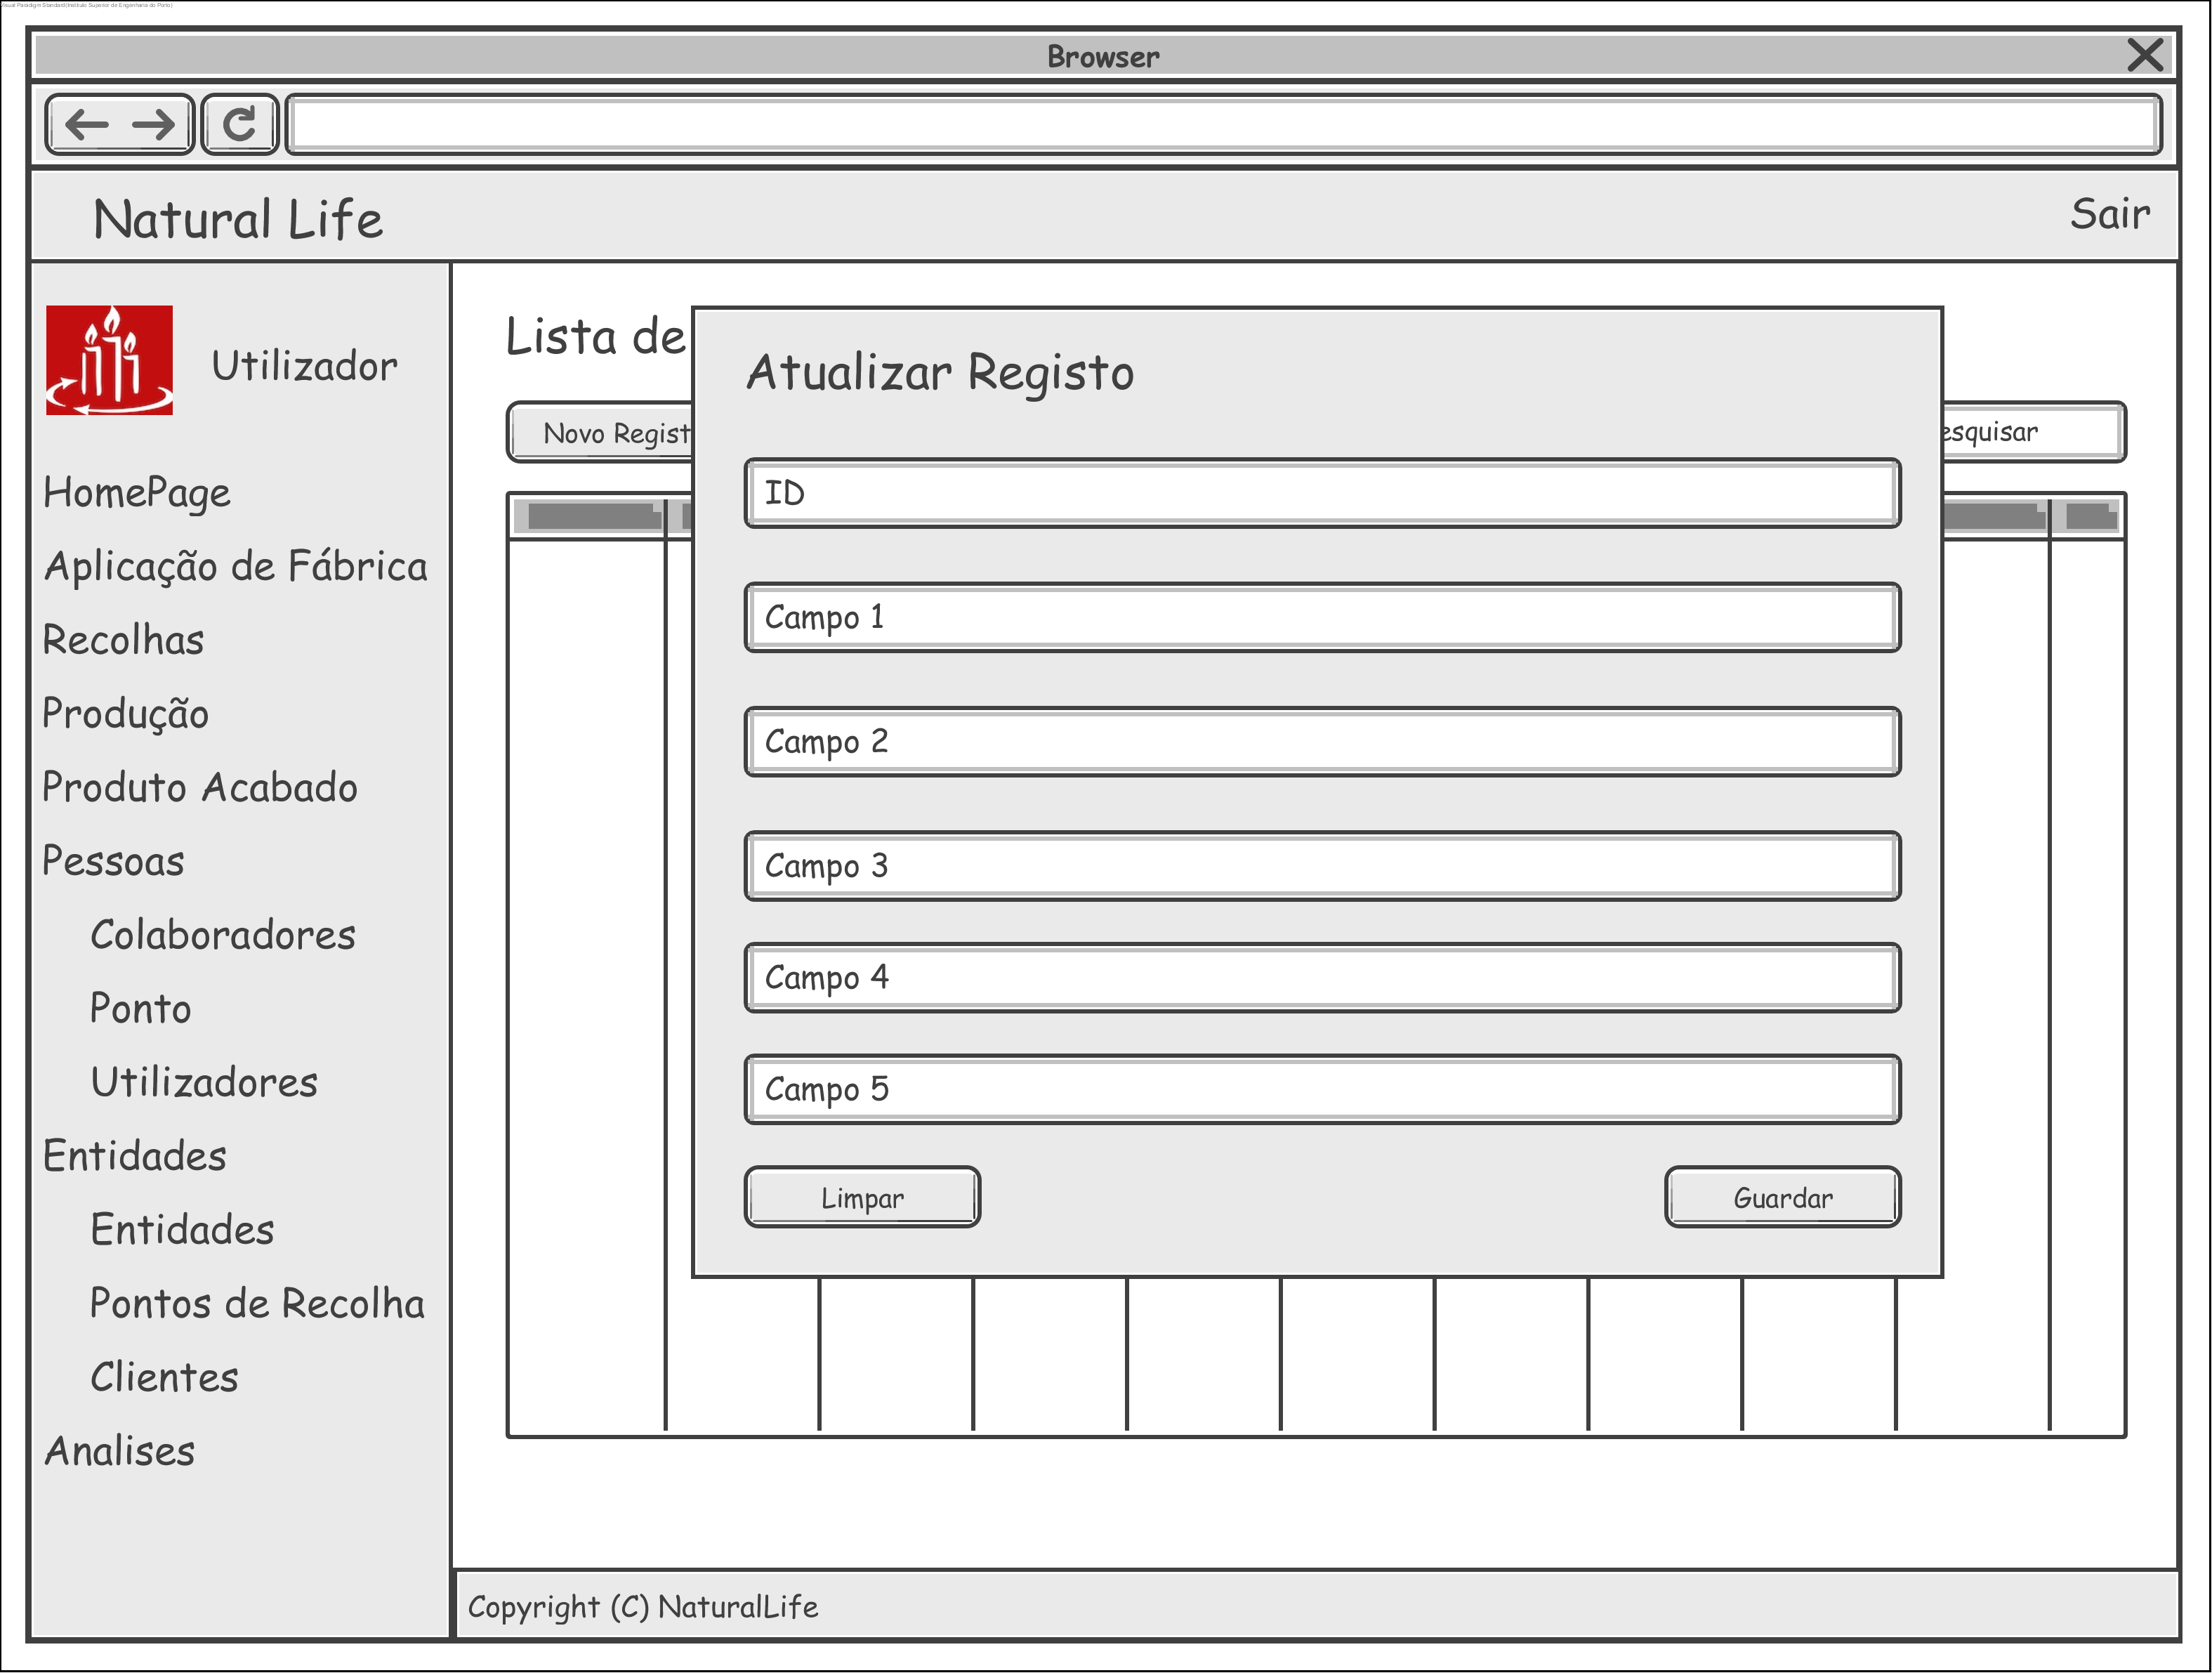 Visual Paradigm Standard(Instituto Superior de Engenharia do Porto)
Browser
Natural Life
Sair
Utilizador
HomePage
Aplicação de Fábrica
Recolhas
Produção
Produto Acabado
Pessoas
Colaboradores
Ponto
Utilizadores
Entidades
Entidades
Pontos de Recolha
Clientes
Analises
Lista de
Novo Regist
esquisar
Atualizar Registo
ID
Campo 1
Campo 2
Campo 3
Campo 4
Campo 5
Limpar
Guardar
Copyright (C) NaturalLife